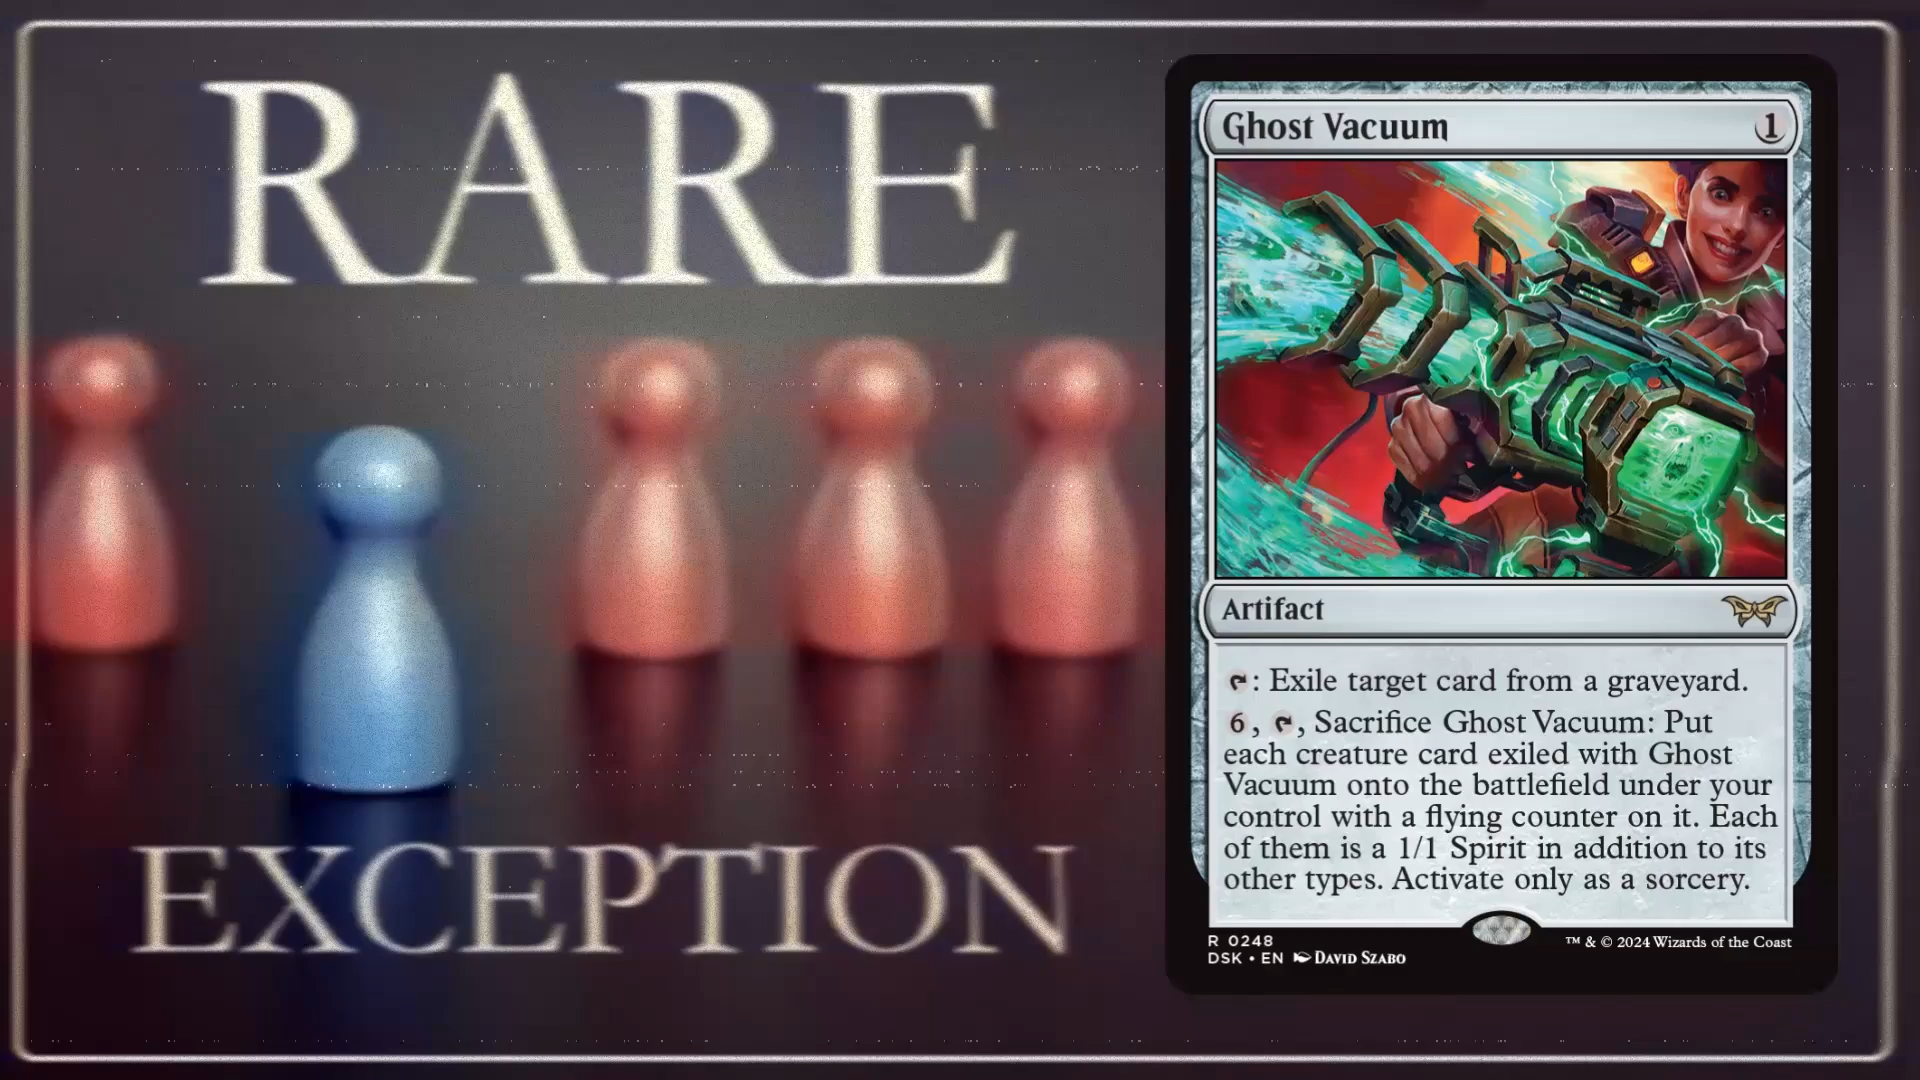 RARE
EXCEPTION
Ghost Vacuum 1
Artifact
: Exile target card from a graveyard.
6, , Sacrifice Ghost Vacuum: Put
each creature card exiled with Ghost
Vacuum onto the battlefield under your
control with a flying counter on it. Each
of them is a 1/1 Spirit in addition to its
other types. Activate only as a sorcery.
R 0248
DSK • EN DAVID SZABO
™ & © 2024 Wizards of the Coast